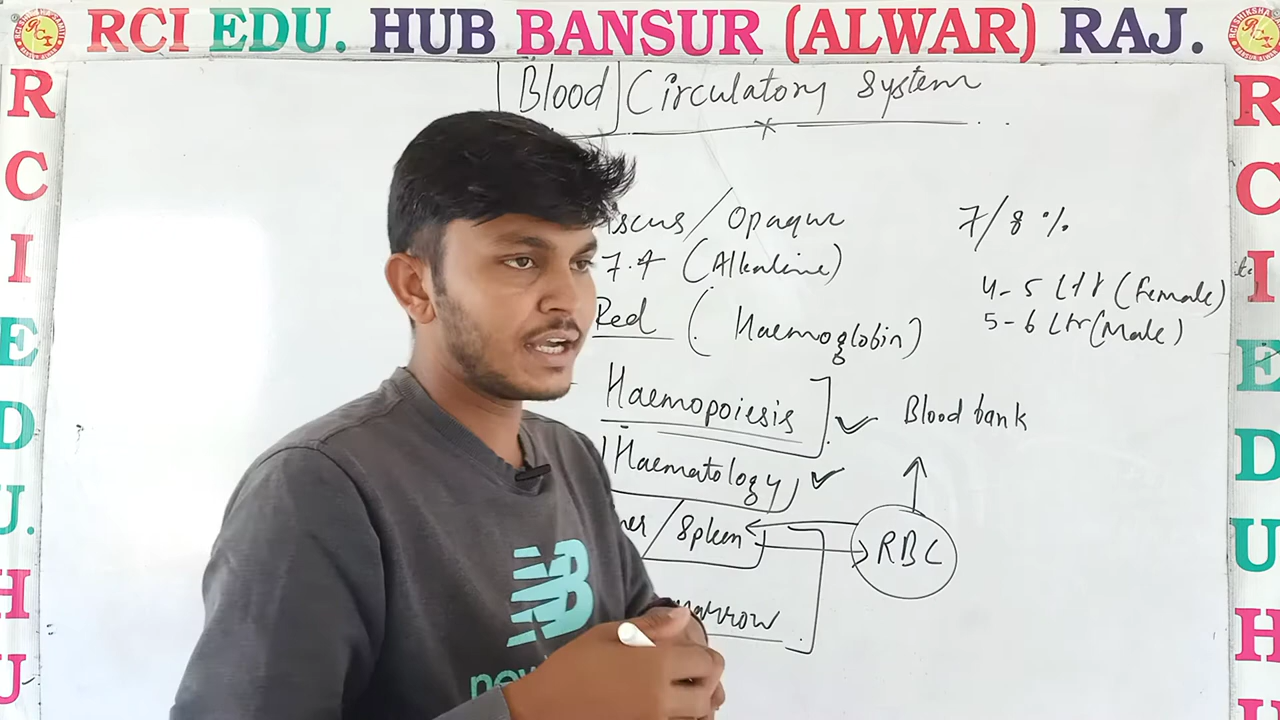 RCI EDU. HUB BANSUR (ALWAR) RAJ.
R
C
I
E
D
U.
H
U
Blood Circulatory System
/ Opaque
7.4 (Alkaline)
Red ( Haemoglobin)
Haemopoiesis
Haematology
/ Spleen
marrow
7/8 %
4-5 Ltr (Female)
5-6 Ltr (Male)
Blood bank
RBC
new
R
C
I
E
D
U
H